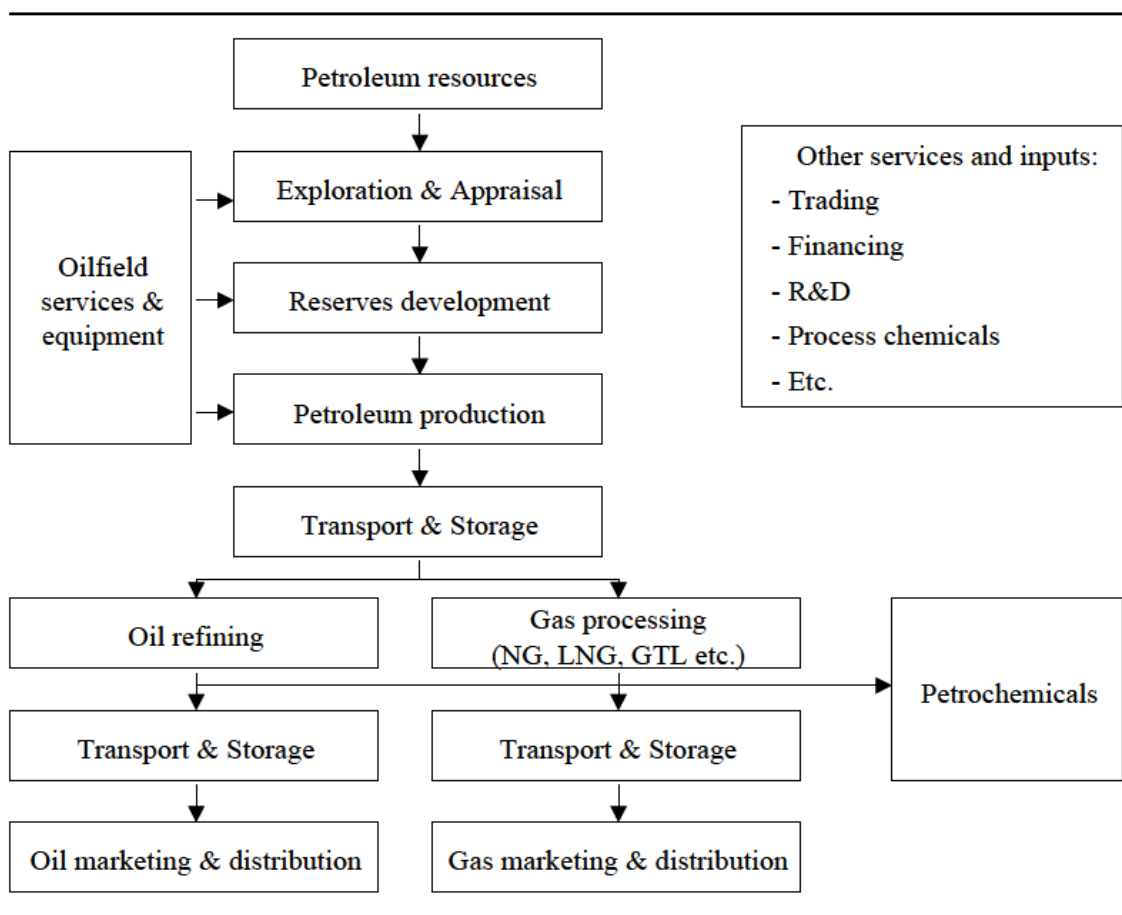 Petroleum resources
Exploration & Appraisal
Oilfield
services &
equipment
Reserves development
Petroleum production
Other services and inputs:
- Trading
- Financing
- R&D
- Process chemicals
- Etc.
Transport & Storage
Oil refining
Gas processing
(NG, LNG, GTL etc.)
Petrochemicals
Transport & Storage
Transport & Storage
Oil marketing & distribution
Gas marketing & distribution